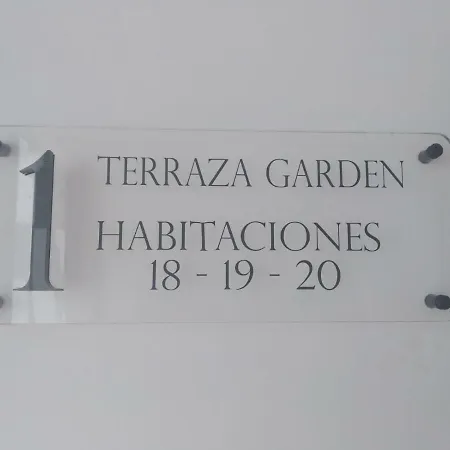 1
TERRAZA GARDEN
HABITACIONES
18 - 19 - 20